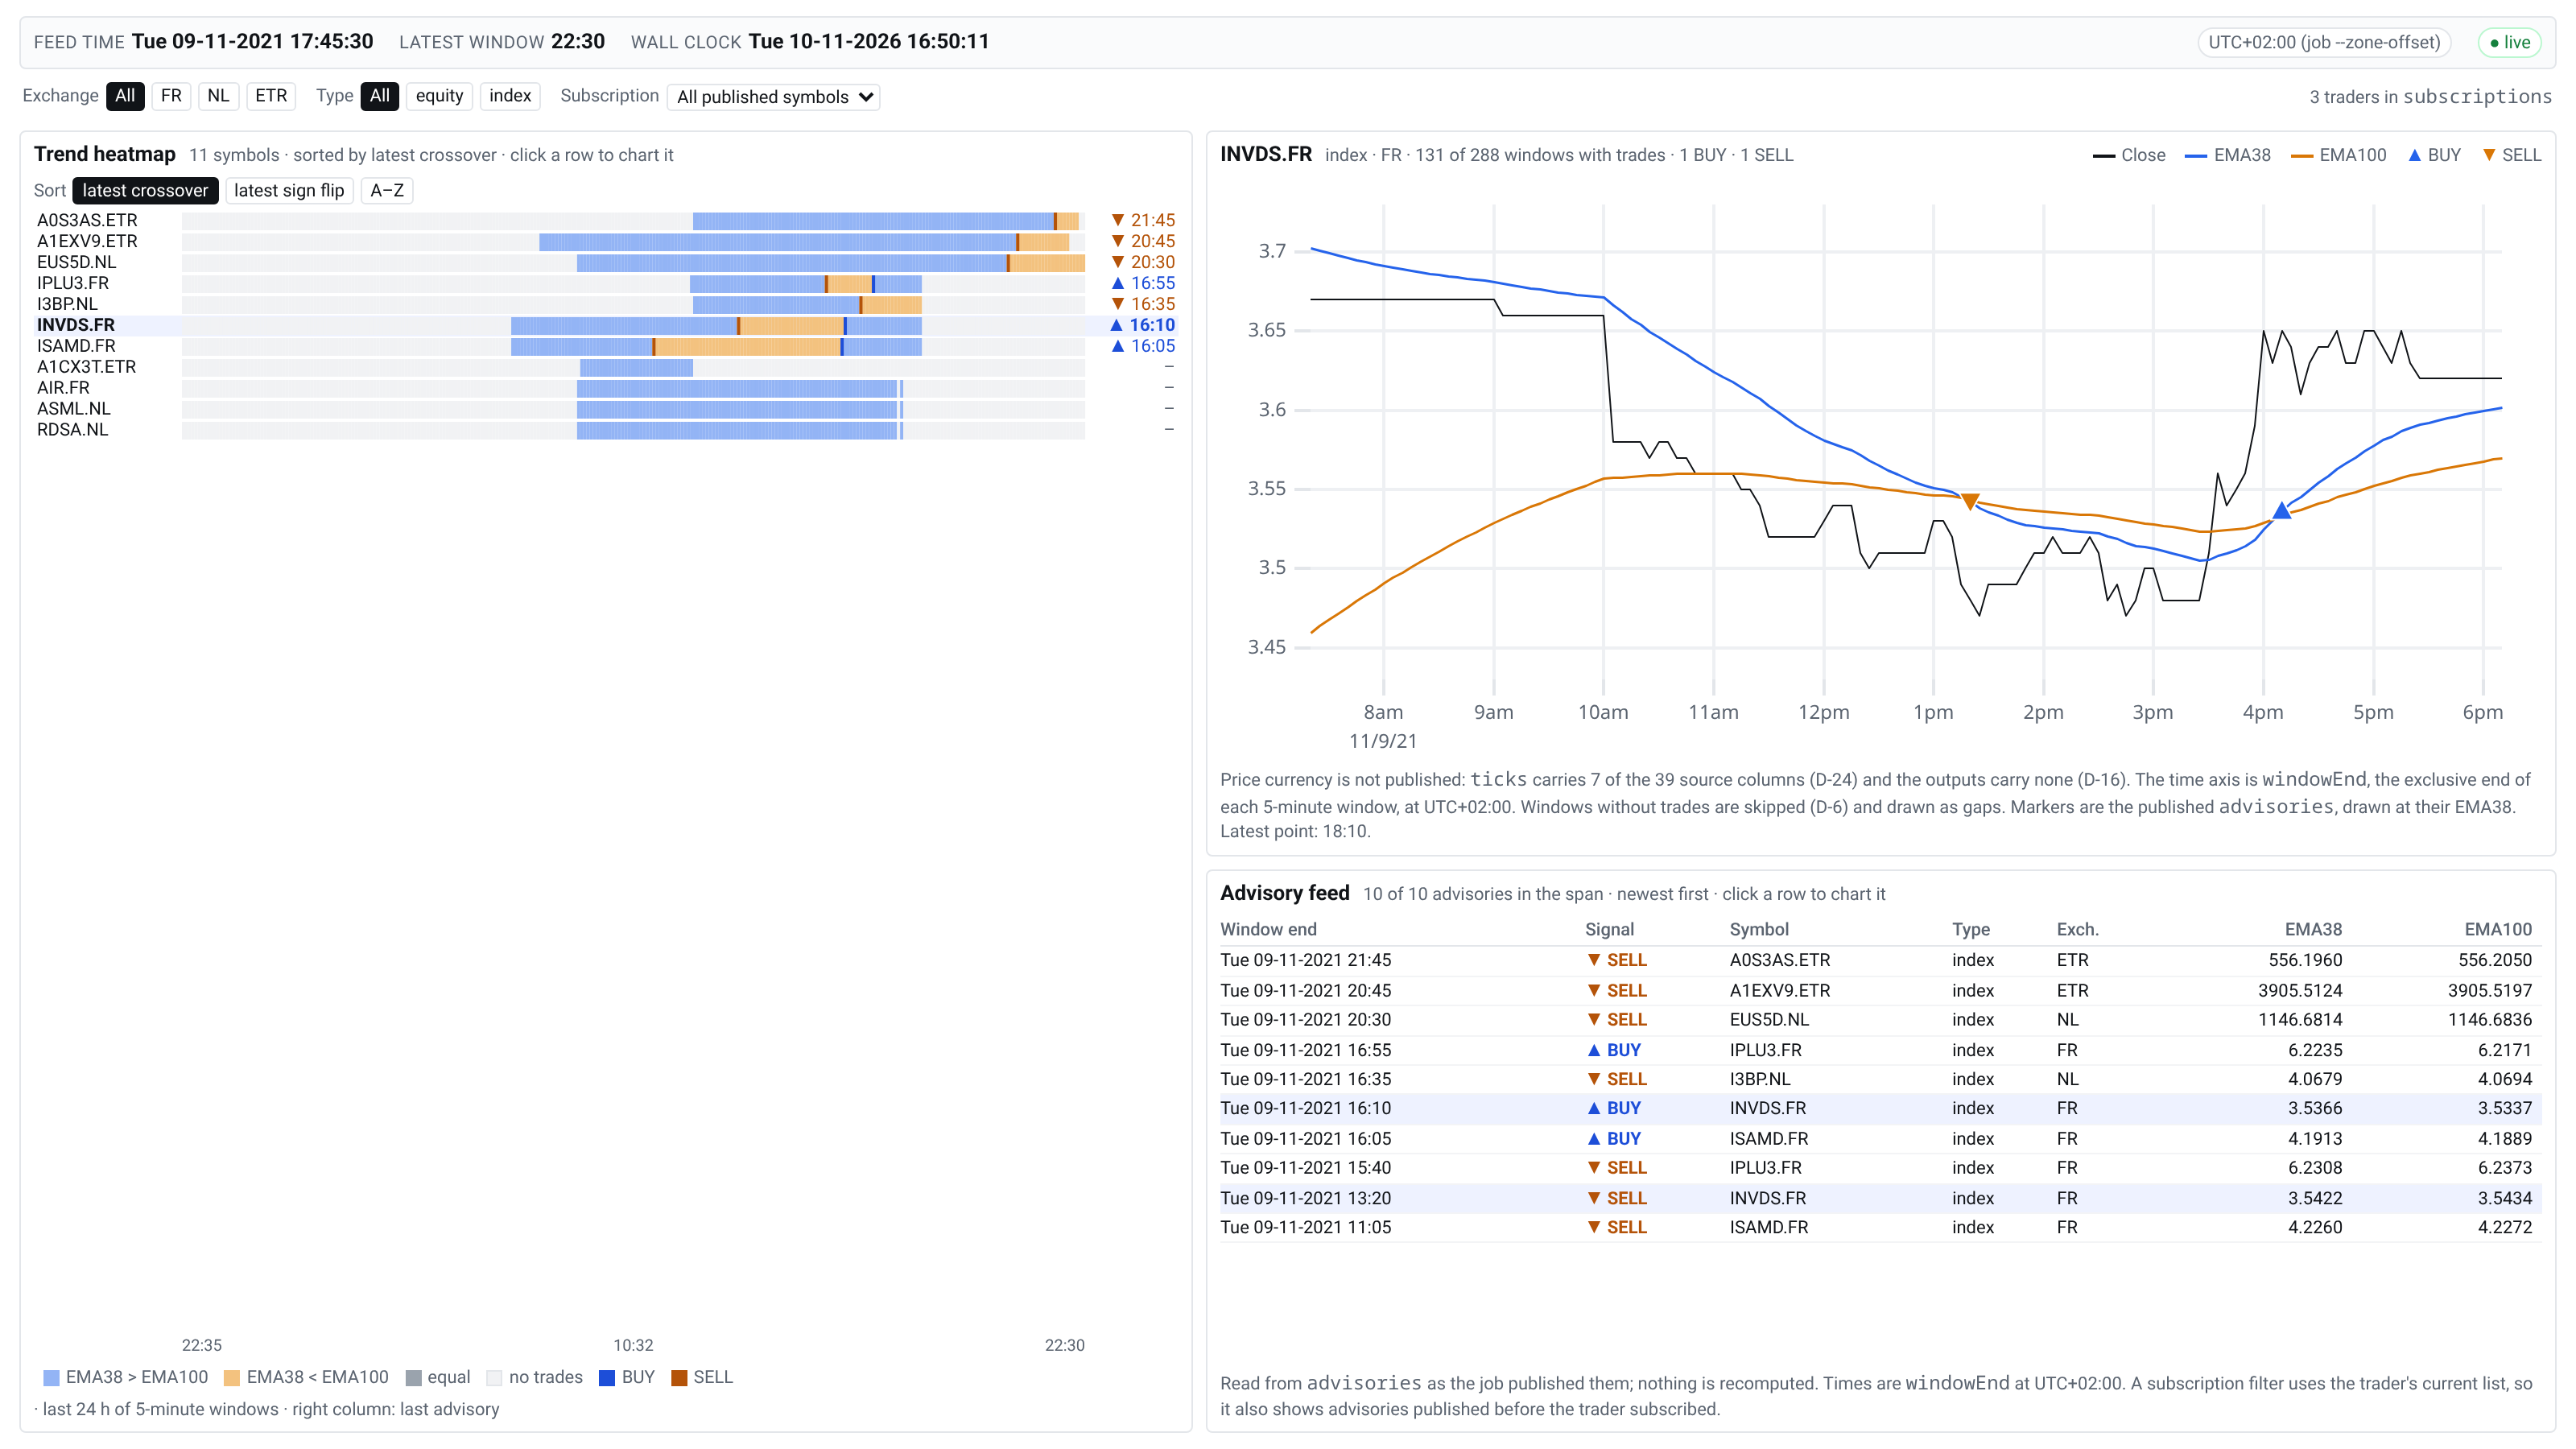 FEED TIME Tue 09-11-2021 17:45:30 LATEST WINDOW 22:30 WALL CLOCK Tue 10-11-2026 16:50:11 UTC+02:00 (job --zone-offset) ● live
Exchange All FR NL ETR Type All equity index Subscription All published symbols 3 traders in subscriptions
Trend heatmap 11 symbols · sorted by latest crossover · click a row to chart it
Sort latest crossover latest sign flip A–Z
A0S3AS.ETR ▼ 21:45
A1EXV9.ETR ▼ 20:45
EUS5D.NL ▼ 20:30
IPLU3.FR ▲ 16:55
I3BP.NL ▼ 16:35
INVDS.FR ▲ 16:10
ISAMD.FR ▲ 16:05
A1CX3T.ETR –
AIR.FR –
ASML.NL –
RDSA.NL –
22:35 10:32 22:30
EMA38 > EMA100 EMA38 < EMA100 equal no trades BUY SELL
· last 24 h of 5-minute windows · right column: last advisory
INVDS.FR index · FR · 131 of 288 windows with trades · 1 BUY · 1 SELL Close EMA38 EMA100 ▲ BUY ▼ SELL
3.7
3.65
3.6
3.55
3.5
3.45
8am 9am 10am 11am 12pm 1pm 2pm 3pm 4pm 5pm 6pm
11/9/21
Price currency is not published: ticks carries 7 of the 39 source columns (D-24) and the outputs carry none (D-16). The time axis is windowEnd, the exclusive end of
each 5-minute window, at UTC+02:00. Windows without trades are skipped (D-6) and drawn as gaps. Markers are the published advisories, drawn at their EMA38.
Latest point: 18:10.
Advisory feed 10 of 10 advisories in the span · newest first · click a row to chart it
Window end Signal Symbol Type Exch. EMA38 EMA100
Tue 09-11-2021 21:45 ▼ SELL A0S3AS.ETR index ETR 556.1960 556.2050
Tue 09-11-2021 20:45 ▼ SELL A1EXV9.ETR index ETR 3905.5124 3905.5197
Tue 09-11-2021 20:30 ▼ SELL EUS5D.NL index NL 1146.6814 1146.6836
Tue 09-11-2021 16:55 ▲ BUY IPLU3.FR index FR 6.2235 6.2171
Tue 09-11-2021 16:35 ▼ SELL I3BP.NL index NL 4.0679 4.0694
Tue 09-11-2021 16:10 ▲ BUY INVDS.FR index FR 3.5366 3.5337
Tue 09-11-2021 16:05 ▲ BUY ISAMD.FR index FR 4.1913 4.1889
Tue 09-11-2021 15:40 ▼ SELL IPLU3.FR index FR 6.2308 6.2373
Tue 09-11-2021 13:20 ▼ SELL INVDS.FR index FR 3.5422 3.5434
Tue 09-11-2021 11:05 ▼ SELL ISAMD.FR index FR 4.2260 4.2272
Read from advisories as the job published them; nothing is recomputed. Times are windowEnd at UTC+02:00. A subscription filter uses the trader's current list, so
it also shows advisories published before the trader subscribed.